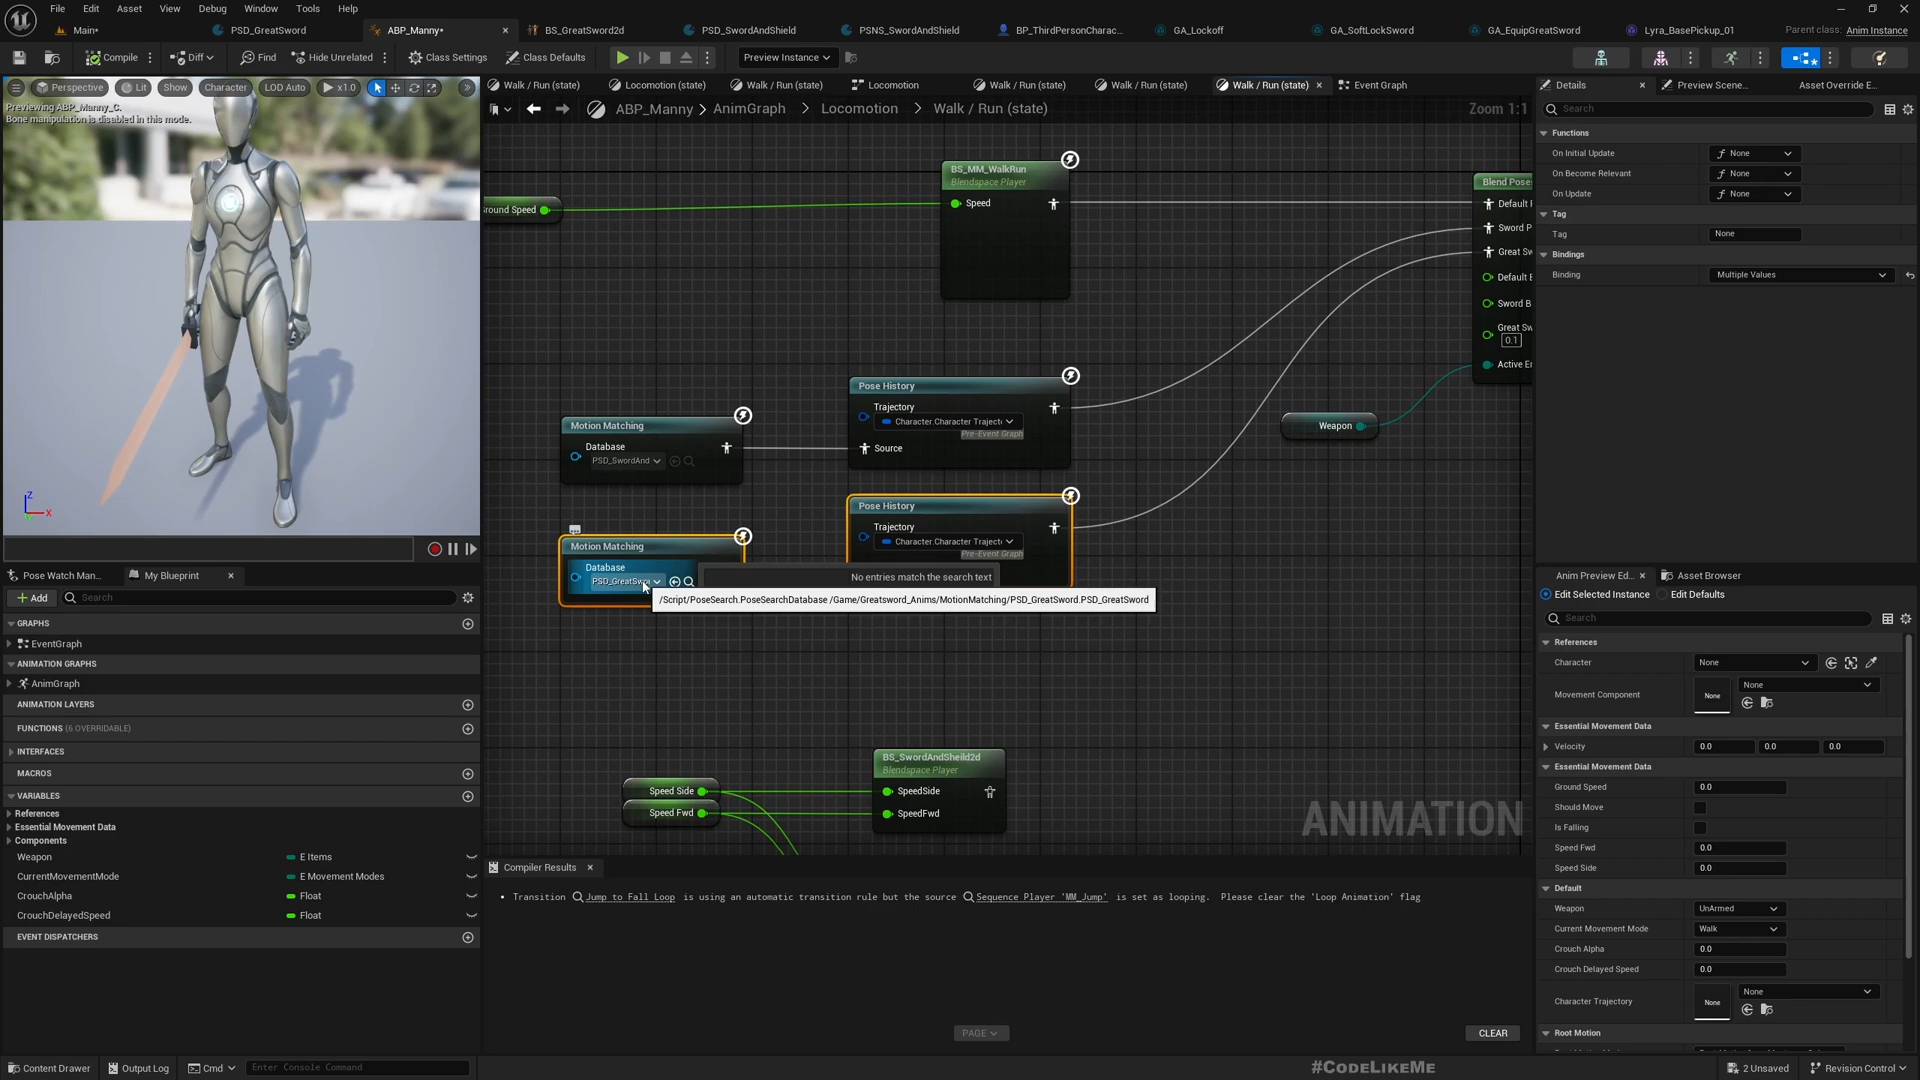 File Edit Asset View Debug Window Tools Help
Main• PSD_GreatSword ABP_Manny• BS_GreatSword2d PSD_SwordAndShield PSNS_SwordAndShield BP_ThirdPersonCharac... GA_Lockoff GA_SoftLockSword GA_EquipGreatSword Lyra_BasePickup_01 Parent class: Anim Instance
Compile Diff Find Hide Unrelated Class Settings Class Defaults Preview Instance
Perspective Lit Show Character LOD Auto x1.0
Previewing ABP_Manny_C.
Bone manipulation is disabled in this mode.
Z
X
Walk / Run (state) Locomotion (state) Walk / Run (state) Locomotion Walk / Run (state) Walk / Run (state) Walk / Run (state) Event Graph
ABP_Manny > AnimGraph > Locomotion > Walk / Run (state) Zoom 1:1
BS_MM_WalkRun
Blendspace Player
Speed
round Speed
Blend Pose
Default
Sword P
Great Sw
Default
Sword B
Great Sw
0.1
Active E
Pose History
Trajectory
Character.Character Traject
Pre-Event Graph
Source
Motion Matching
Database
PSD_SwordAnd
Weapon
Pose History
Trajectory
Character.Character Traject
Pre-Event Graph
Motion Matching
Database
PSD_GreatSw
No entries match the search text
/Script/PoseSearch.PoseSearchDatabase /Game/Greatsword_Anims/MotionMatching/PSD_GreatSword.PSD_GreatSword
BS_SwordAndSheild2d
Blendspace Player
Speed Side SpeedSide
Speed Fwd SpeedFwd
ANIMATION
Compiler Results
• Transition Jump to Fall Loop is using an automatic transition rule but the source Sequence Player 'MM_Jump' is set as looping. Please clear the 'Loop Animation' flag
PAGE CLEAR
Pose Watch Man... My Blueprint
Add Search
GRAPHS
EventGraph
ANIMATION GRAPHS
AnimGraph
ANIMATION LAYERS
FUNCTIONS (6 OVERRIDABLE)
INTERFACES
MACROS
VARIABLES
References
Essential Movement Data
Components
Weapon E Items
CurrentMovementMode E Movement Modes
CrouchAlpha Float
CrouchDelayedSpeed Float
EVENT DISPATCHERS
Details Preview Scene... Asset Override E...
Search
Functions
On Initial Update None
On Become Relevant None
On Update None
Tag
Tag None
Bindings
Binding Multiple Values
Anim Preview Ed... Asset Browser
Edit Selected Instance Edit Defaults
Search
References
Character None
Movement Component None None
Essential Movement Data
Velocity 0.0 0.0 0.0
Essential Movement Data
Ground Speed 0.0
Should Move
Is Falling
Speed Fwd 0.0
Speed Side 0.0
Default
Weapon UnArmed
Current Movement Mode Walk
Crouch Alpha 0.0
Crouch Delayed Speed 0.0
Character Trajectory None None
Root Motion
Content Drawer Output Log Cmd Enter Console Command #CodeLikeMe 2 Unsaved Revision Control